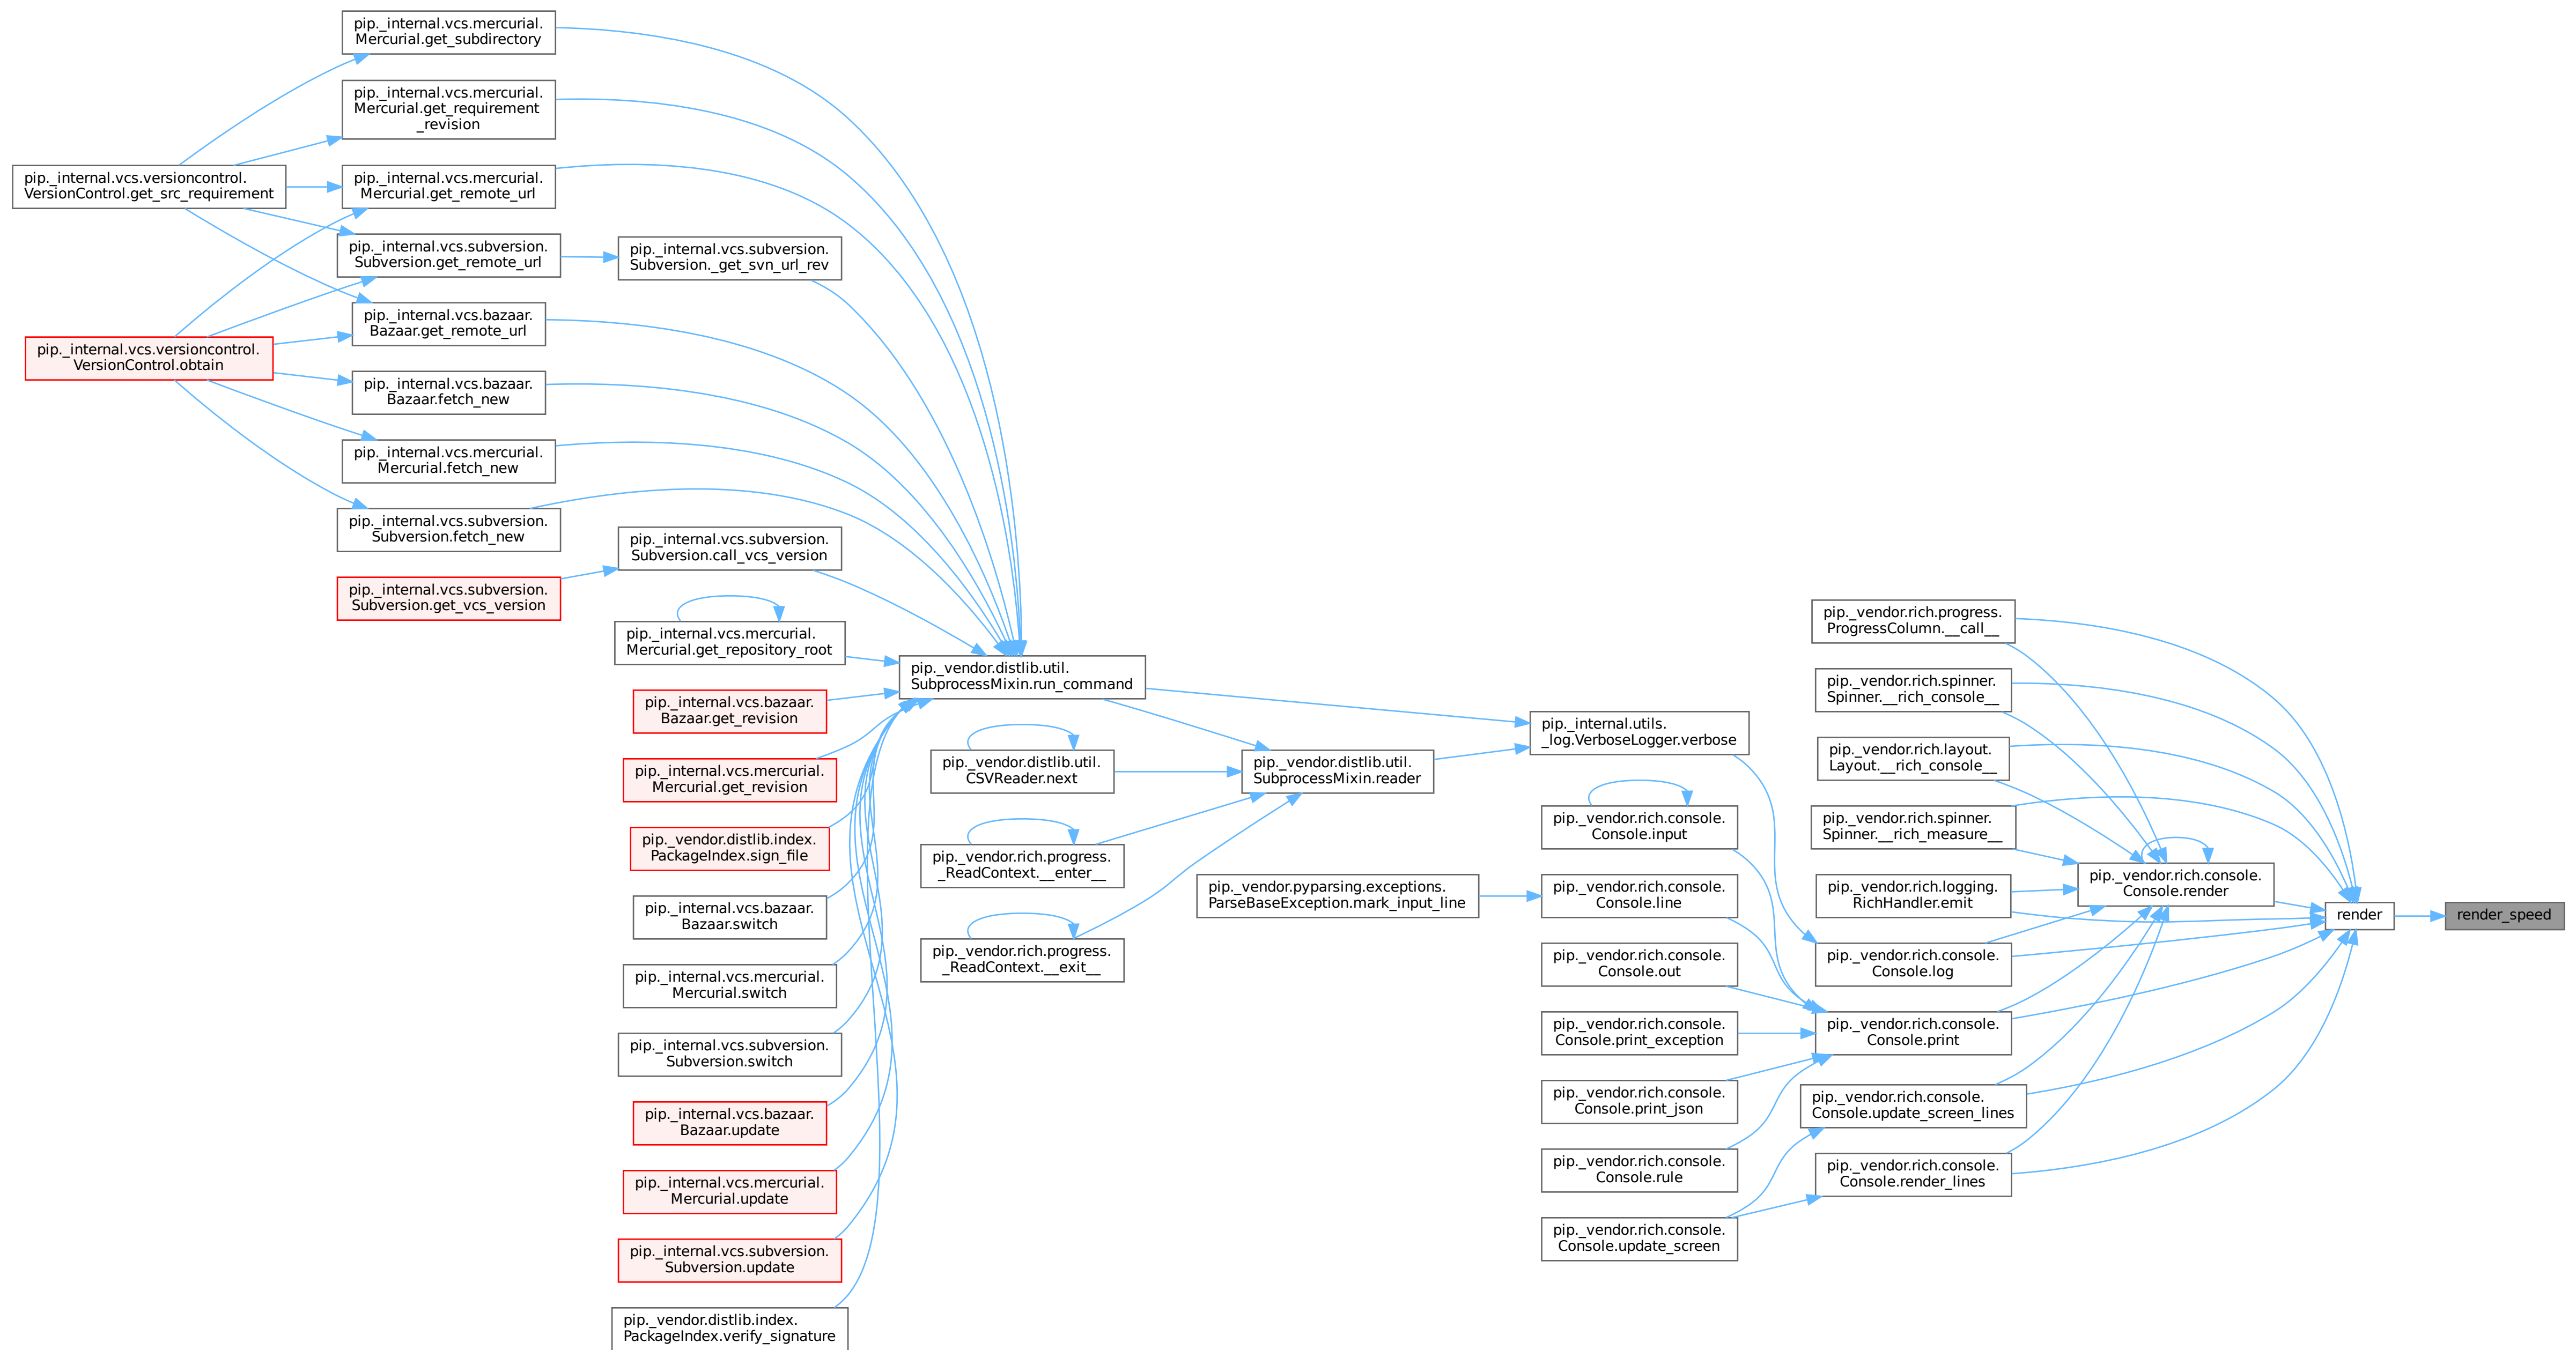 pip._internal.vcs.mercurial.
Mercurial.get_subdirectory
pip._internal.vcs.mercurial.
Mercurial.get_requirement
_revision
pip._internal.vcs.versioncontrol.
VersionControl.get_src_requirement
pip._internal.vcs.mercurial.
Mercurial.get_remote_url
pip._internal.vcs.subversion.
Subversion.get_remote_url
pip._internal.vcs.subversion.
Subversion._get_svn_url_rev
pip._internal.vcs.bazaar.
Bazaar.get_remote_url
pip._internal.vcs.versioncontrol.
VersionControl.obtain
pip._internal.vcs.bazaar.
Bazaar.fetch_new
pip._internal.vcs.mercurial.
Mercurial.fetch_new
pip._internal.vcs.subversion.
Subversion.fetch_new
pip._internal.vcs.subversion.
Subversion.call_vcs_version
pip._internal.vcs.subversion.
Subversion.get_vcs_version
pip._internal.vcs.mercurial.
Mercurial.get_repository_root
pip._vendor.distlib.util.
SubprocessMixin.run_command
pip._internal.vcs.bazaar.
Bazaar.get_revision
pip._internal.vcs.mercurial.
Mercurial.get_revision
pip._vendor.distlib.index.
PackageIndex.sign_file
pip._internal.vcs.bazaar.
Bazaar.switch
pip._internal.vcs.mercurial.
Mercurial.switch
pip._internal.vcs.subversion.
Subversion.switch
pip._internal.vcs.bazaar.
Bazaar.update
pip._internal.vcs.mercurial.
Mercurial.update
pip._internal.vcs.subversion.
Subversion.update
pip._vendor.distlib.index.
PackageIndex.verify_signature
pip._vendor.distlib.util.
CSVReader.next
pip._vendor.rich.progress.
_ReadContext.__enter__
pip._vendor.rich.progress.
_ReadContext.__exit__
pip._vendor.distlib.util.
SubprocessMixin.reader
pip._vendor.pyparsing.exceptions.
ParseBaseException.mark_input_line
pip._internal.utils.
_log.VerboseLogger.verbose
pip._vendor.rich.console.
Console.input
pip._vendor.rich.console.
Console.line
pip._vendor.rich.console.
Console.out
pip._vendor.rich.console.
Console.print_exception
pip._vendor.rich.console.
Console.print_json
pip._vendor.rich.console.
Console.rule
pip._vendor.rich.console.
Console.update_screen
pip._vendor.rich.progress.
ProgressColumn.__call__
pip._vendor.rich.spinner.
Spinner.__rich_console__
pip._vendor.rich.layout.
Layout.__rich_console__
pip._vendor.rich.spinner.
Spinner.__rich_measure__
pip._vendor.rich.logging.
RichHandler.emit
pip._vendor.rich.console.
Console.log
pip._vendor.rich.console.
Console.print
pip._vendor.rich.console.
Console.update_screen_lines
pip._vendor.rich.console.
Console.render_lines
pip._vendor.rich.console.
Console.render
render
render_speed